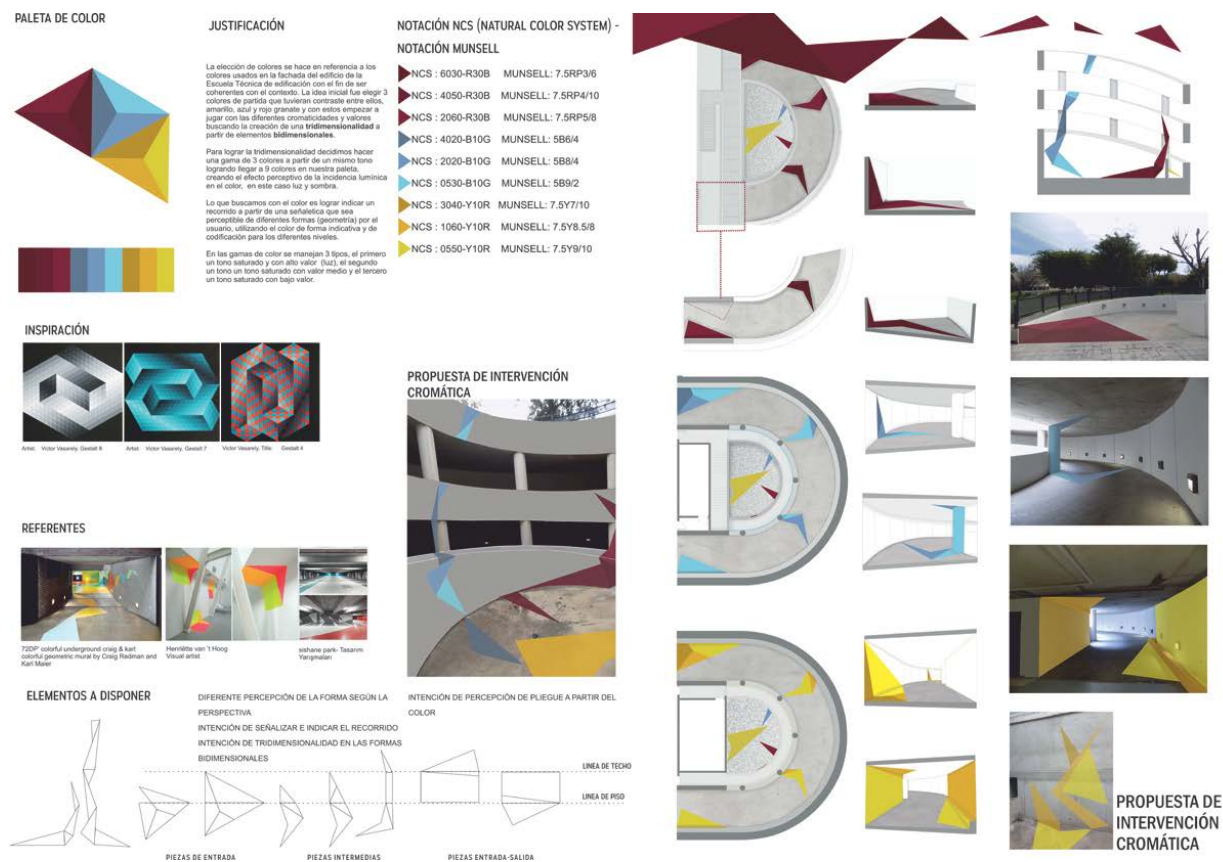 PALETA DE COLOR
JUSTIFICACIÓN
La elección de colores se hace en referencia a los
colores usados en la fachada del edificio de la
Escuela Técnica de edificación con el fin de ser
coherentes con el contexto. La idea inicial fue elegir 3
colores de partida que tuvieran contraste entre ellos,
amarillo, azul y rojo granate y con estos empezar a
jugar con las diferentes cromaticidades y valores
buscando la creación de una tridimensionalidad a
partir de elementos bidimensionales.
Para lograr la tridimensionalidad decidimos hacer
una gama de 3 colores a partir de un mismo tono
logrando llegar a 9 colores en nuestra paleta,
creando el efecto perceptivo de la incidencia lumínica
en el color, en este caso luz y sombra.
Lo que buscamos con el color es lograr indicar un
recorrido a partir de una señaletica que sea
perceptible de diferentes formas (geometría) por el
usuario, utilizando el color de forma indicativa y de
codificación para los diferentes niveles.
En las gamas de color se manejan 3 tipos, el primero
un tono saturado y con alto valor (luz), el segundo
un tono un tono saturado con valor medio y el tercero
un tono saturado con bajo valor.
NOTACIÓN NCS (NATURAL COLOR SYSTEM) -
NOTACIÓN MUNSELL
NCS : 6030-R30B MUNSELL: 7.5RP3/6
NCS : 4050-R30B MUNSELL: 7.5RP4/10
NCS : 2060-R30B MUNSELL: 7.5RP5/8
NCS : 4020-B10G MUNSELL: 5B6/4
NCS : 2020-B10G MUNSELL: 5B8/4
NCS : 0530-B10G MUNSELL: 5B9/2
NCS : 3040-Y10R MUNSELL: 7.5Y7/10
NCS : 1060-Y10R MUNSELL: 7.5Y8.5/8
NCS : 0550-Y10R MUNSELL: 7.5Y9/10
INSPIRACIÓN
Artist: Victor Vasarely, Gestalt 8
Artist: Victor Vasarely, Gestalt 7
Victor Vasarely, Title: Gestalt 4
REFERENTES
72DP' colorful underground craig & karl
colorful geometric mural by Craig Redman and
Karl Maier
Henriëtte van 't Hoog
Visual artist
sishane park- Tasarım
Yarışmaları
PROPUESTA DE INTERVENCIÓN
CROMÁTICA
ELEMENTOS A DISPONER
DIFERENTE PERCEPCIÓN DE LA FORMA SEGÚN LA
PERSPECTIVA
INTENCIÓN DE SEÑALIZAR E INDICAR EL RECORRIDO
INTENCIÓN DE TRIDIMENSIONALIDAD EN LAS FORMAS
BIDIMENSIONALES
INTENCIÓN DE PERCEPCIÓN DE PLIEGUE A PARTIR DEL
COLOR
LINEA DE TECHO
LINEA DE PISO
PIEZAS DE ENTRADA
PIEZAS INTERMEDIAS
PIEZAS ENTRADA-SALIDA
PROPUESTA DE
INTERVENCIÓN
CROMÁTICA